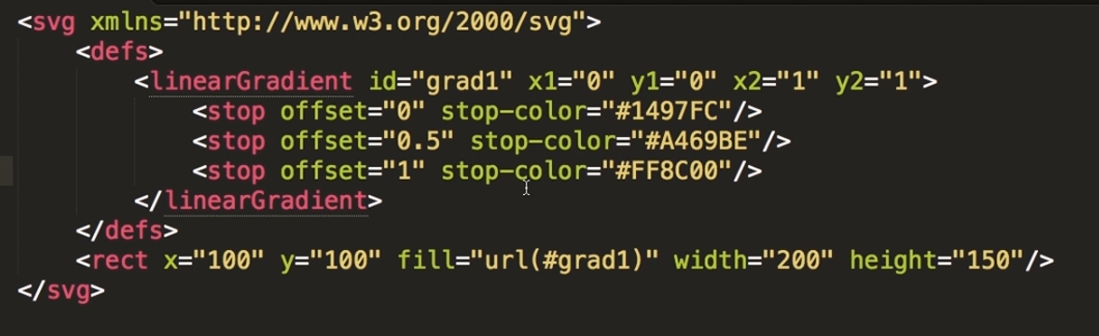 <svg xmlns="http://www.w3.org/2000/svg">
    <defs>
        <linearGradient id="grad1" x1="0" y1="0" x2="1" y2="1">
            <stop offset="0" stop-color="#1497FC"/>
            <stop offset="0.5" stop-color="#A469BE"/>
            <stop offset="1" stop-color="#FF8C00"/>
        </linearGradient>
    </defs>
    <rect x="100" y="100" fill="url(#grad1)" width="200" height="150"/>
</svg>